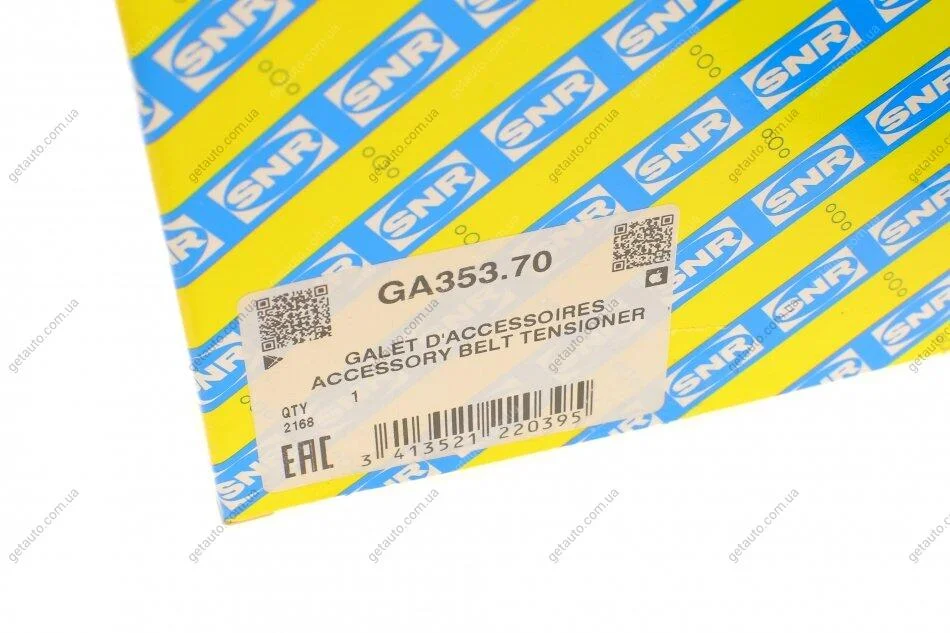 SNR
GA353.70
GALET D'ACCESSOIRES
ACCESSORY BELT TENSIONER
QTY 1
2168
EAC
3 413521 220395
getauto.com.ua